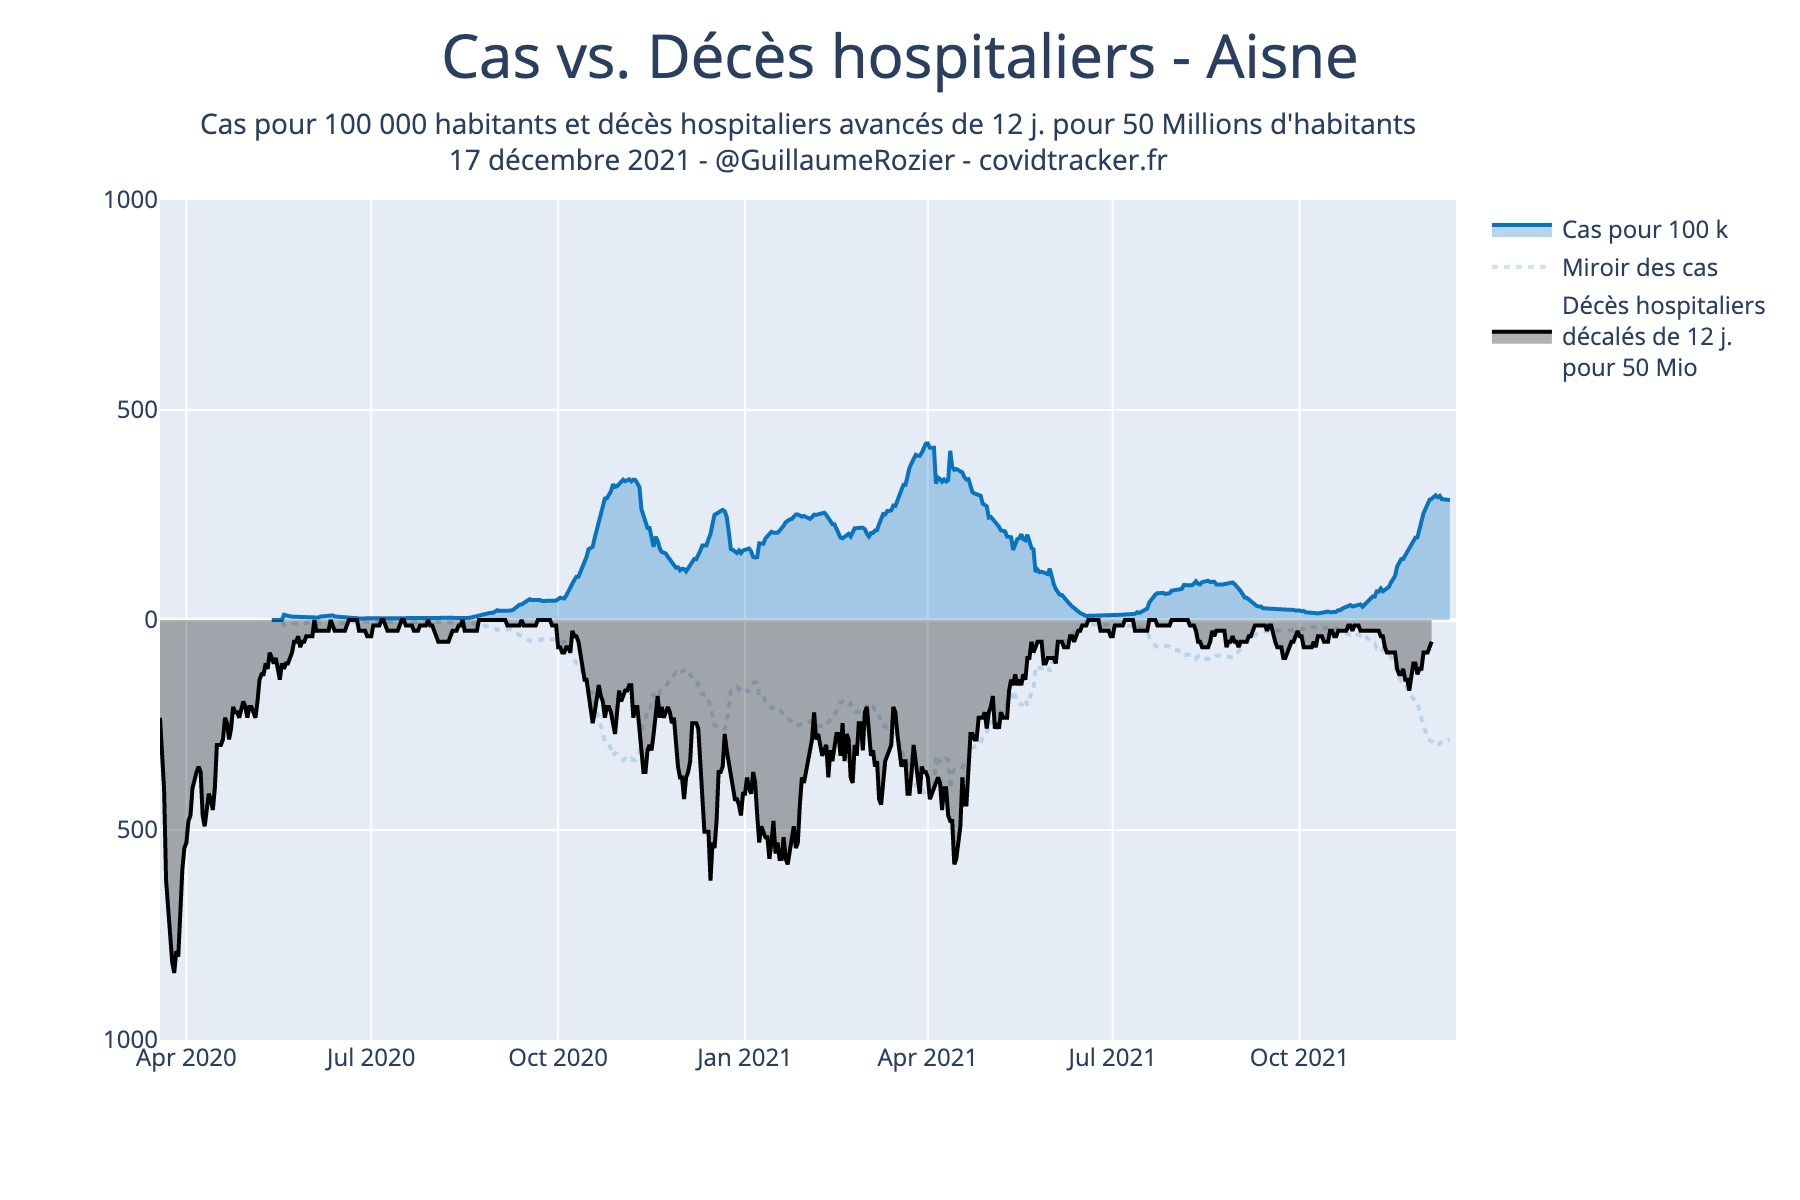 Cas vs. Décès hospitaliers - Aisne
Cas pour 100 000 habitants et décès hospitaliers avancés de 12 j. pour 50 Millions d'habitants
17 décembre 2021 - @GuillaumeRozier - covidtracker.fr
1000
500
0
500
1000
Apr 2020
Jul 2020
Oct 2020
Jan 2021
Apr 2021
Jul 2021
Oct 2021
Cas pour 100 k
Miroir des cas
Décès hospitaliers
décalés de 12 j.
pour 50 Mio